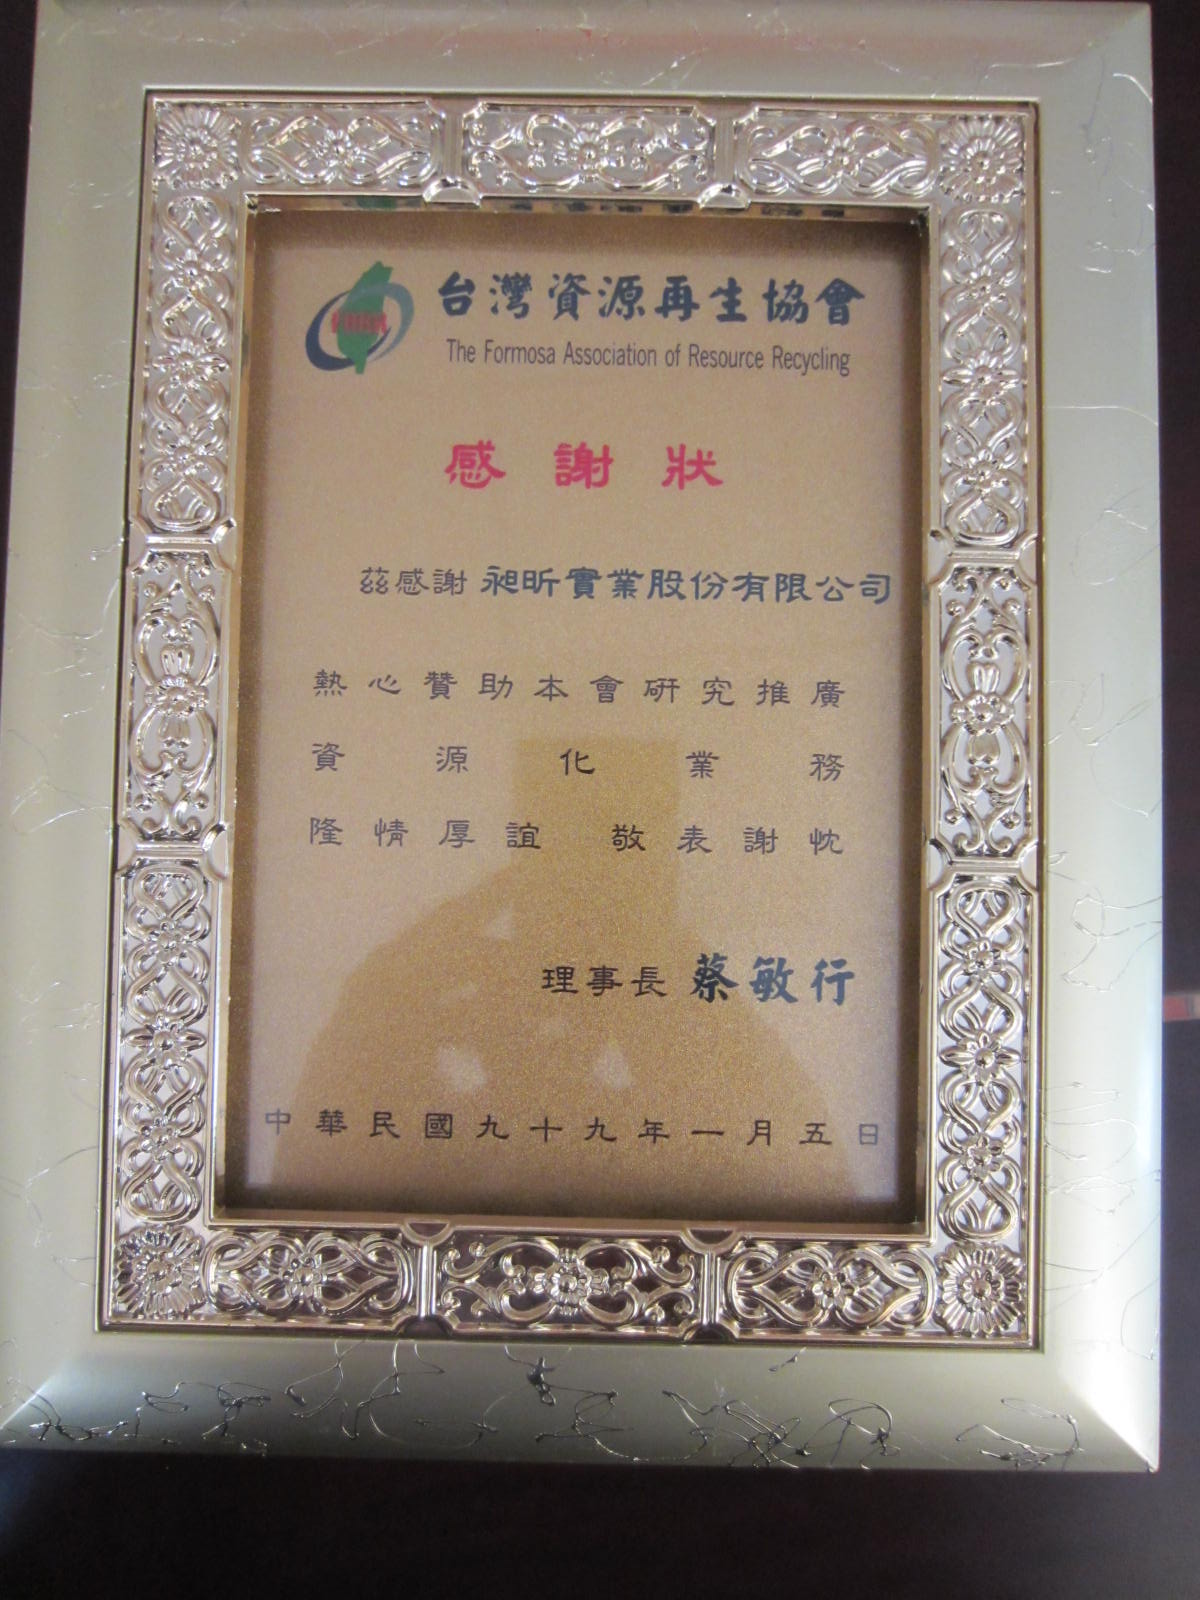 台灣資源再生協會
The Formosa Association of Resource Recycling
感謝狀
茲感謝 昶昕實業股份有限公司
熱心贊助本會研究推廣
資源化業務
隆情厚誼 敬表謝忱
理事長 蔡敏行
中華民國九十九年一月五日